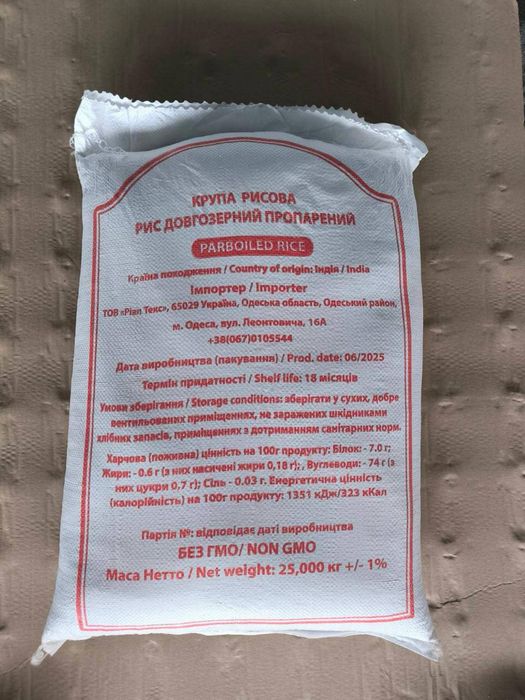 КРУПА РИСОВА
РИС ДОВГОЗЕРНИЙ ПРОПАРЕНИЙ
PARBOILED RICE
Країна походження / Country of origin: Індія / India
Імпортер / Importer
ТОВ «Ріал Текс», 65029 Україна, Одеська область, Одеський район,
м. Одеса, вул. Леонтовича, 16А
+38(067)0105544
Дата виробництва (пакування) / Prod. date: 06/2025
Термін придатності / Shelf life: 18 місяців
Умови зберігання / Storage conditions: зберігати у сухих, добре
вентильованих приміщеннях, не заражених шкідниками
хлібних запасів, приміщеннях з дотриманням санітарних норм.
Харчова (поживна) цінність на 100г продукту: Білок: - 7.0 г;
Жири: - 0.6 г (з них насичені жири 0,18 г); , Вуглеводи: - 74 г (з
них цукри 0,7 г); Сіль - 0.03 г. Енергетична цінність
(калорійність) на 100г продукту: 1351 кДж/323 кКал
Партія №: відповідає даті виробництва
БЕЗ ГМО/ NON GMO
Маса Нетто / Net weight: 25,000 кг +/- 1%